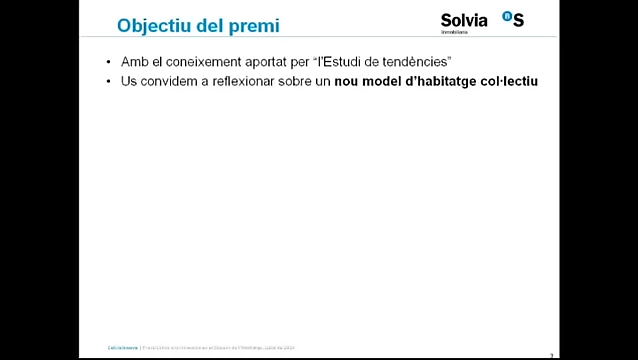 Objectiu del premi
Solvia
Inmobiliaria
B S
• Amb el coneixement aportat per “l’Estudi de tendències”
• Us convidem a reflexionar sobre un nou model d’habitatge col·lectiu
3